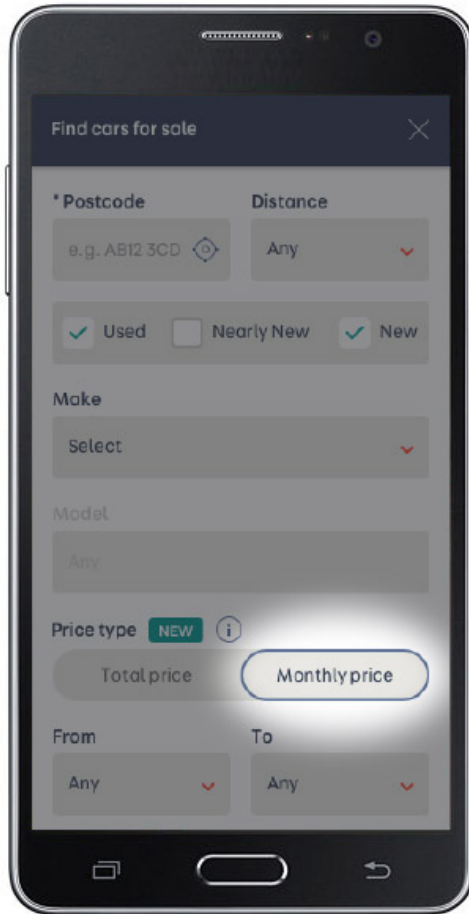 Find cars for sale
* Postcode Distance
e.g. AB12 3CD Any
Used Nearly New New
Make
Select
Model
Any
Price type NEW i
Total price Monthly price
From To
Any Any